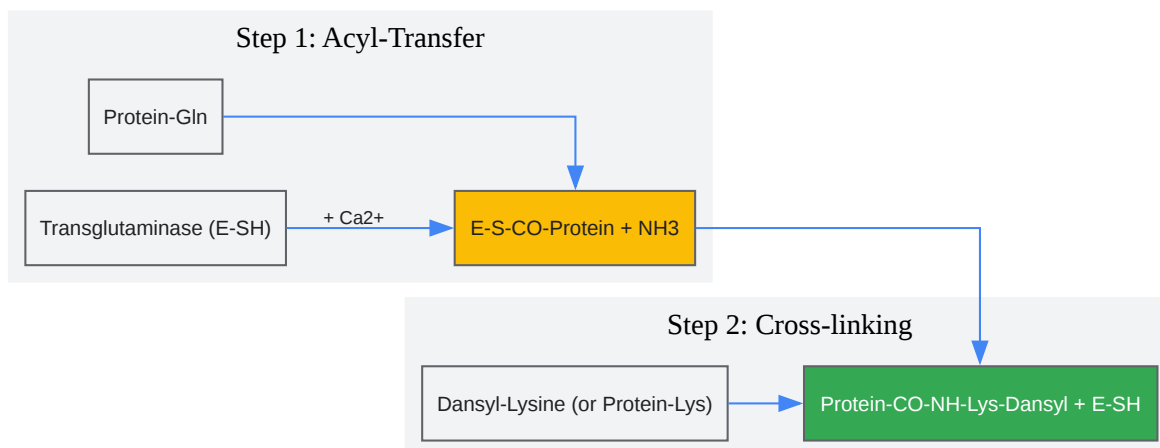 Step 1: Acyl-Transfer
Protein-Gln
Transglutaminase (E-SH)
+ Ca2+
E-S-CO-Protein + NH3
Step 2: Cross-linking
Dansyl-Lysine (or Protein-Lys)
Protein-CO-NH-Lys-Dansyl + E-SH